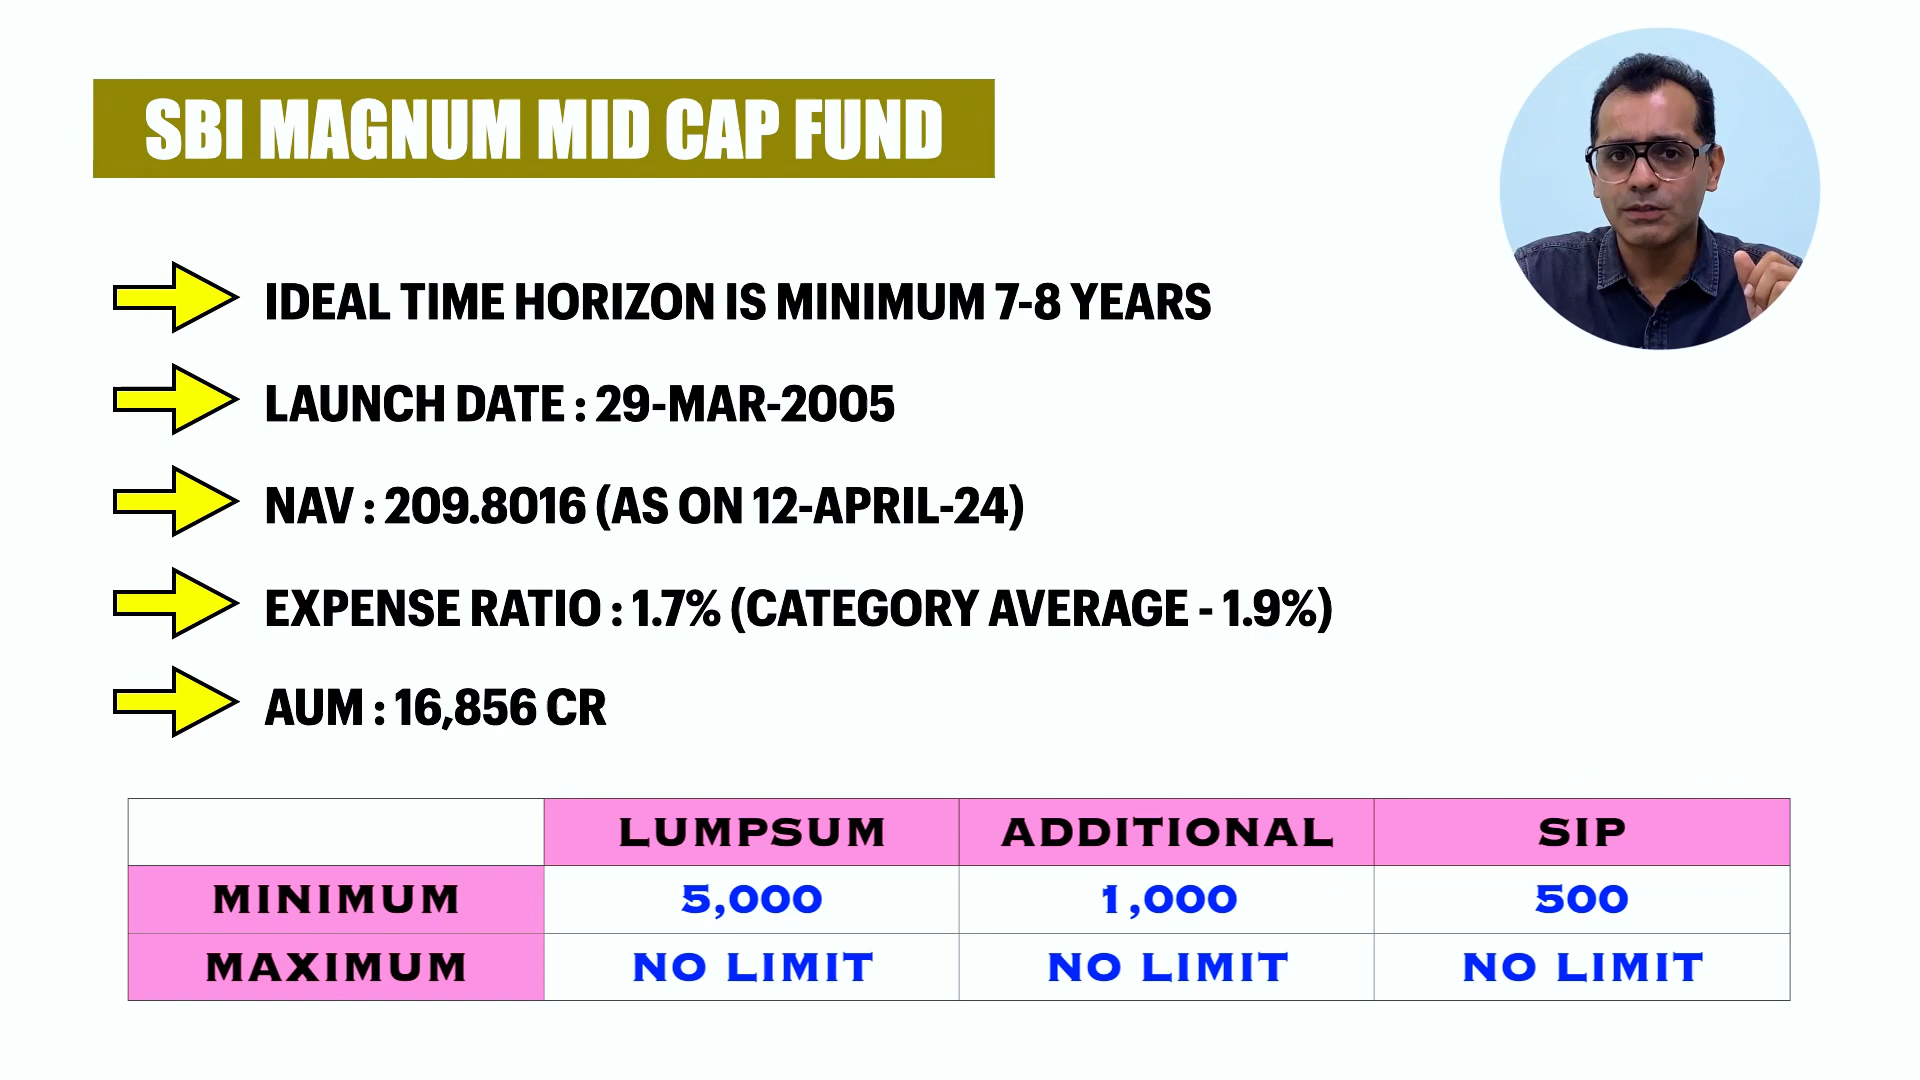 SBI MAGNUM MID CAP FUND
IDEAL TIME HORIZON IS MINIMUM 7-8 YEARS
LAUNCH DATE : 29-MAR-2005
NAV : 209.8016 (AS ON 12-APRIL-24)
EXPENSE RATIO : 1.7% (CATEGORY AVERAGE - 1.9%)
AUM : 16,856 CR
LUMPSUM ADDITIONAL SIP
MINIMUM 5,000 1,000 500
MAXIMUM NO LIMIT NO LIMIT NO LIMIT